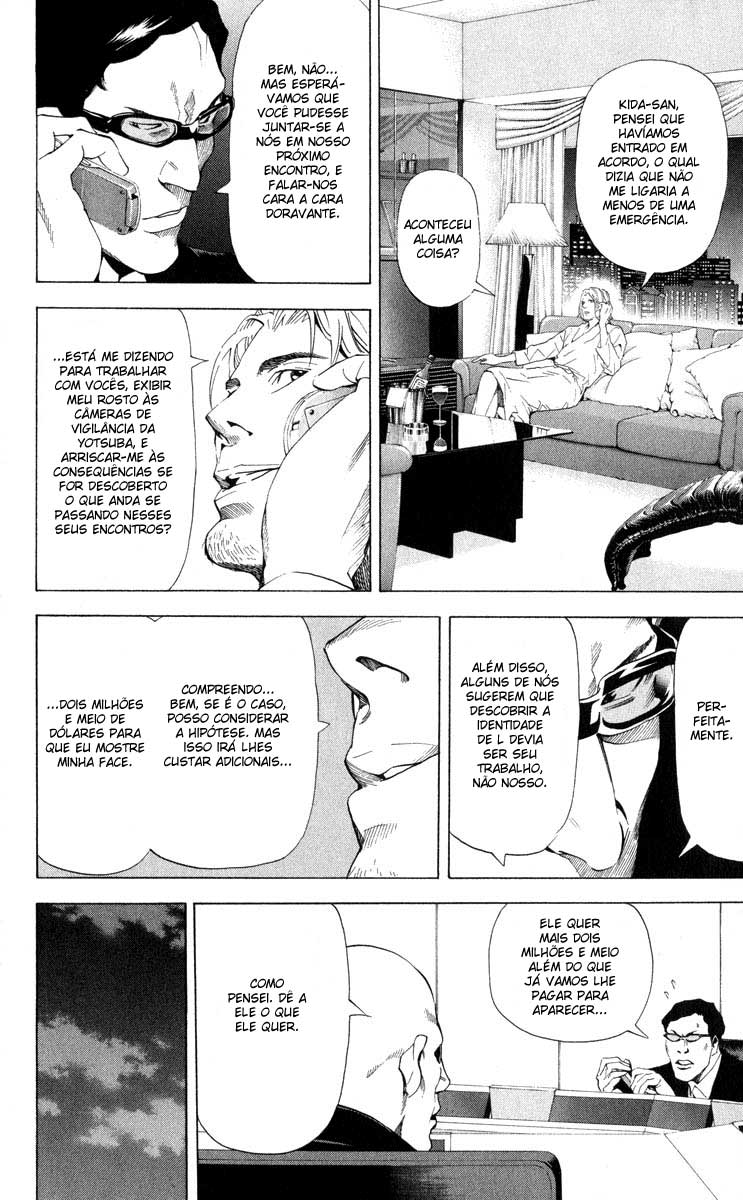 KIDA-SAN,
PENSEI QUE
HAVÍAMOS
ENTRADO EM
ACORDO, O QUAL
DIZIA QUE NÃO
ME LIGARIA A
MENOS DE UMA
EMERGÊNCIA.
ACONTECEU
ALGUMA
COISA?
BEM, NÃO...
MAS ESPERÁ-
VAMOS QUE
VOCÊ PUDESSE
JUNTAR-SE A
NÓS EM NOSSO
PRÓXIMO
ENCONTRO, E
FALAR-NOS
CARA A CARA
DORAVANTE.
...ESTÁ ME DIZENDO
PARA TRABALHAR
COM VOCÊS, EXIBIR
MEU ROSTO ÀS
CÂMERAS DE
VIGILÂNCIA DA
YOTSUBA, E
ARRISCAR-ME ÀS
CONSEQUÊNCIAS SE
FOR DESCOBERTO
O QUE ANDA SE
PASSANDO NESSES
SEUS ENCONTROS?
PER-
FEITA-
MENTE.
ALÉM DISSO,
ALGUNS DE NÓS
SUGEREM QUE
DESCOBRIR A
IDENTIDADE
DE L DEVIA
SER SEU
TRABALHO,
NÃO NOSSO.
COMPREENDO...
BEM, SE É O CASO,
POSSO CONSIDERAR
A HIPÓTESE. MAS
ISSO IRÁ LHES
CUSTAR ADICIONAIS...
...DOIS MILHÕES
E MEIO DE
DÓLARES PARA
QUE EU MOSTRE
MINHA FACE.
ELE QUER
MAIS DOIS
MILHÕES E MEIO
ALÉM DO QUE
JÁ VAMOS LHE
PAGAR PARA
APARECER...
COMO
PENSEI. DÊ A
ELE O QUE
ELE QUER.